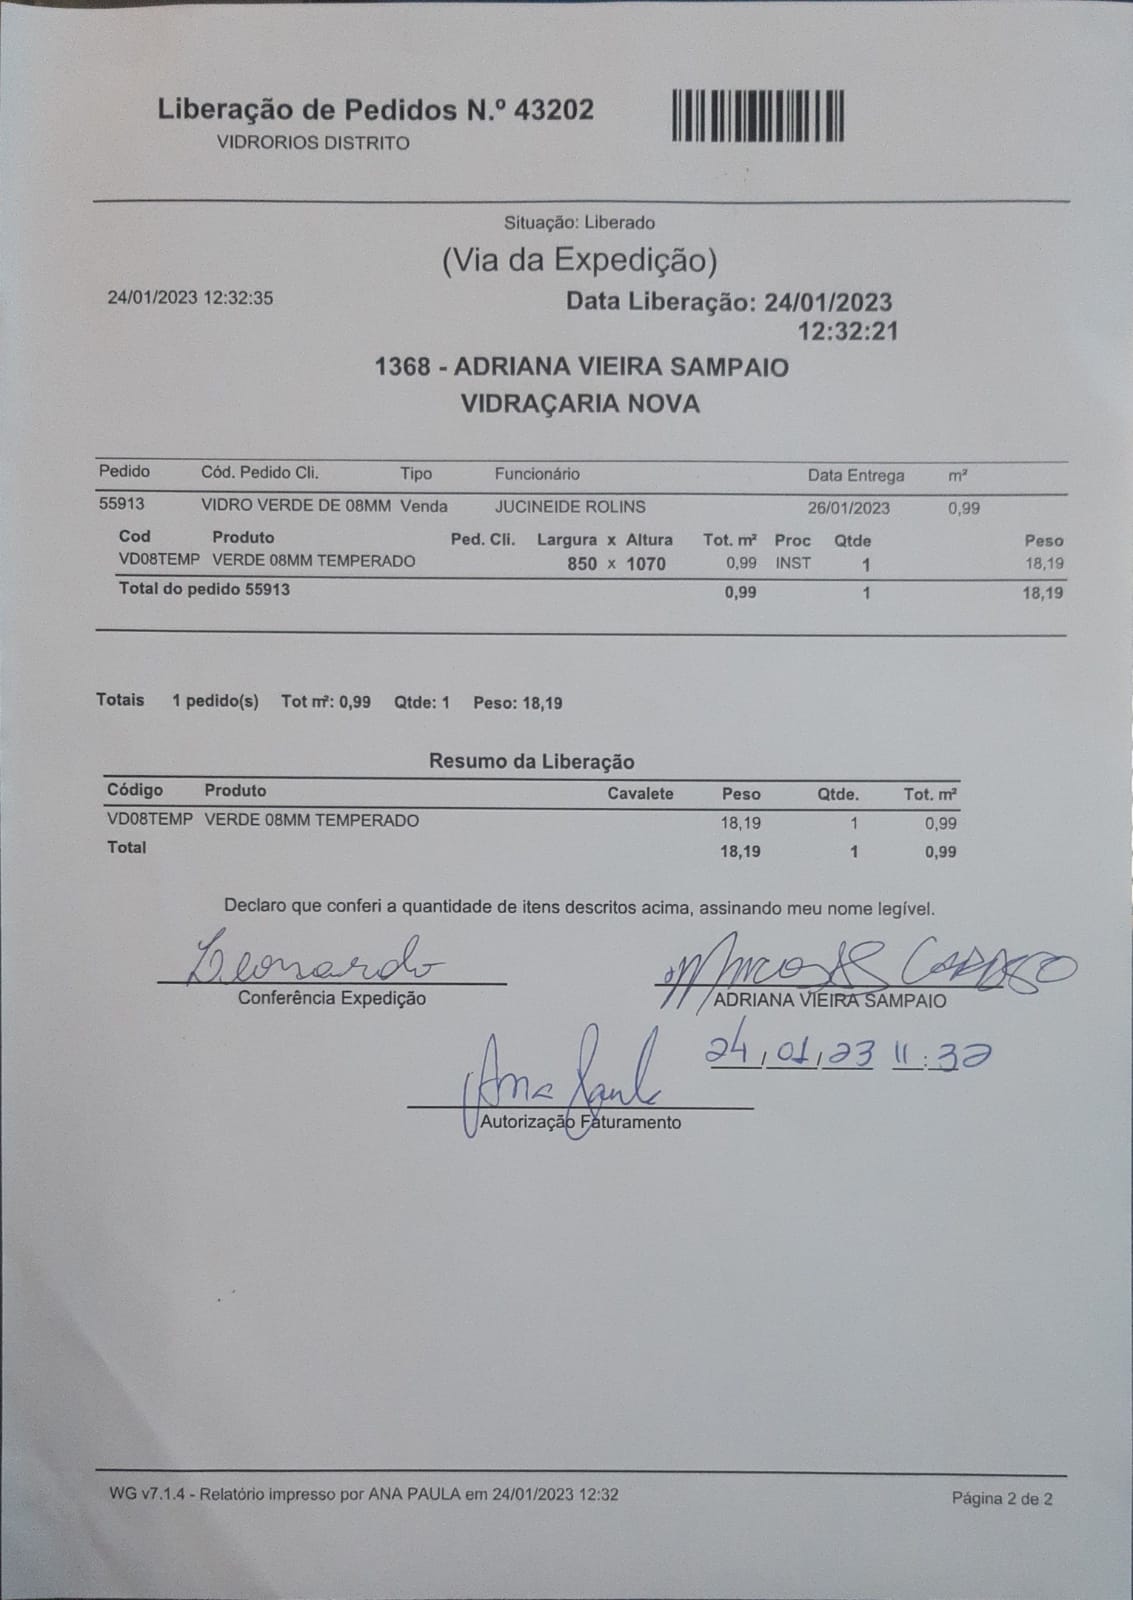 Liberação de Pedidos N.º 43202
VIDRORIOS DISTRITO
Situação: Liberado
(Via da Expedição)
24/01/2023 12:32:35 Data Liberação: 24/01/2023
12:32:21
1368 - ADRIANA VIEIRA SAMPAIO
VIDRAÇARIA NOVA
Pedido Cód. Pedido Cli. Tipo Funcionário Data Entrega m²
55913 VIDRO VERDE DE 08MM Venda JUCINEIDE ROLINS 26/01/2023 0,99
Cod Produto Ped. Cli. Largura x Altura Tot. m² Proc Qtde Peso
VD08TEMP VERDE 08MM TEMPERADO 850 x 1070 0,99 INST 1 18,19
Total do pedido 55913 0,99 1 18,19
Totais 1 pedido(s) Tot m²: 0,99 Qtde: 1 Peso: 18,19
Resumo da Liberação
Código Produto Cavalete Peso Qtde. Tot. m²
VD08TEMP VERDE 08MM TEMPERADO 18,19 1 0,99
Total 18,19 1 0,99
Declaro que conferi a quantidade de itens descritos acima, assinando meu nome legível.
Leonardo Cardoso
Conferência Expedição ADRIANA VIEIRA SAMPAIO
24,01,23 11:32
Ana Paula
Autorização Faturamento
WG v7.1.4 - Relatório impresso por ANA PAULA em 24/01/2023 12:32 Página 2 de 2